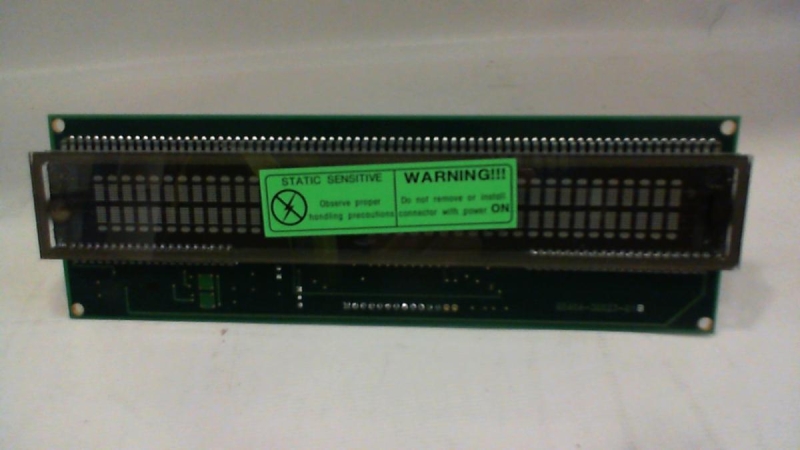 STATIC SENSITIVE
Observe proper
handling precautions
WARNING!!!
Do not remove or install
connector with power ON